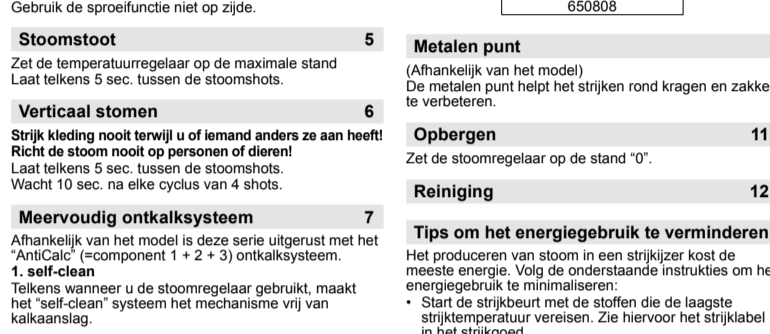 Gebruik de sproeifunctie niet op zijde.
Stoomstoot 5
Zet de temperatuurregelaar op de maximale stand
Laat telkens 5 sec. tussen de stoomshots.
Verticaal stomen 6
Strijk kleding nooit terwijl u of iemand anders ze aan heeft!
Richt de stoom nooit op personen of dieren!
Laat telkens 5 sec. tussen de stoomshots.
Wacht 10 sec. na elke cyclus van 4 shots.
Meervoudig ontkalksysteem 7
Afhankelijk van het model is deze serie uitgerust met het
“AntiCalc” (=component 1 + 2 + 3) ontkalksysteem.
1. self-clean
Telkens wanneer u de stoomregelaar gebruikt, maakt
het “self-clean” systeem het mechanisme vrij van
kalkaanslag.
650808
Metalen punt
(Afhankelijk van het model)
De metalen punt helpt het strijken rond kragen en zakke
te verbeteren.
Opbergen 11
Zet de stoomregelaar op de stand “0”.
Reiniging 12
Tips om het energiegebruik te verminderen
Het produceren van stoom in een strijkijzer kost de
meeste energie. Volg de onderstaande instrukties om he
energiegebruik te minimaliseren:
• Start de strijkbeurt met de stoffen die de laagste
strijktemperatuur vereisen. Zie hiervoor het strijklabel
in het strijkgoed